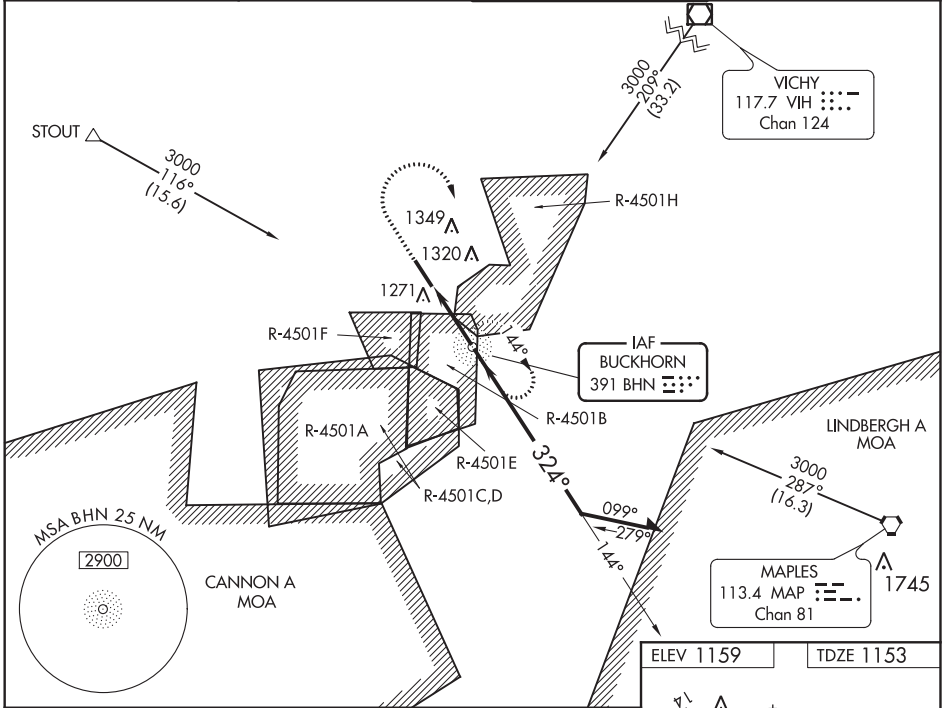 VICHY
117.7 VIH
Chan 124
3000
209°
(33.2)
STOUT
3000
116°
(15.6)
R-4501H
1349
1320
1271
R-4501F
144°
IAF
BUCKHORN
391 BHN
R-4501B
R-4501A
R-4501E
R-4501C,D
LINDBERGH A
MOA
3000
287°
(16.3)
324°
099°
279°
144°
MAPLES
113.4 MAP
Chan 81
1745
MSA BHN 25 NM
2900
CANNON A
MOA
ELEV 1159
TDZE 1153
14